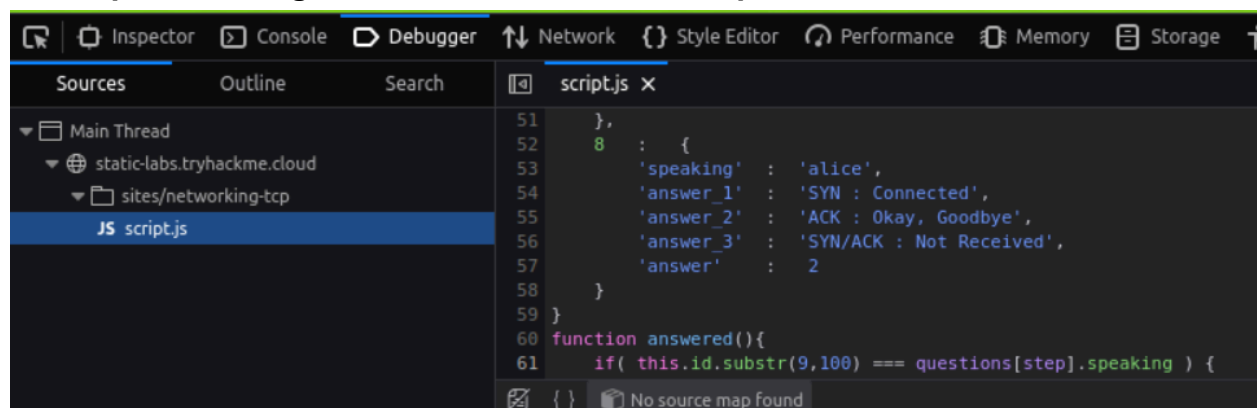 Inspector Console Debugger Network {} Style Editor Performance Memory Storage
Sources Outline Search script.js ×
Main Thread
static-labs.tryhackme.cloud
sites/networking-tcp
JS script.js
51 },
52 8 : {
53 'speaking' : 'alice',
54 'answer_1' : 'SYN : Connected',
55 'answer_2' : 'ACK : Okay, Goodbye',
56 'answer_3' : 'SYN/ACK : Not Received',
57 'answer' : 2
58 }
59 }
60 function answered(){
61 if( this.id.substr(9,100) === questions[step].speaking ) {
{ } No source map found